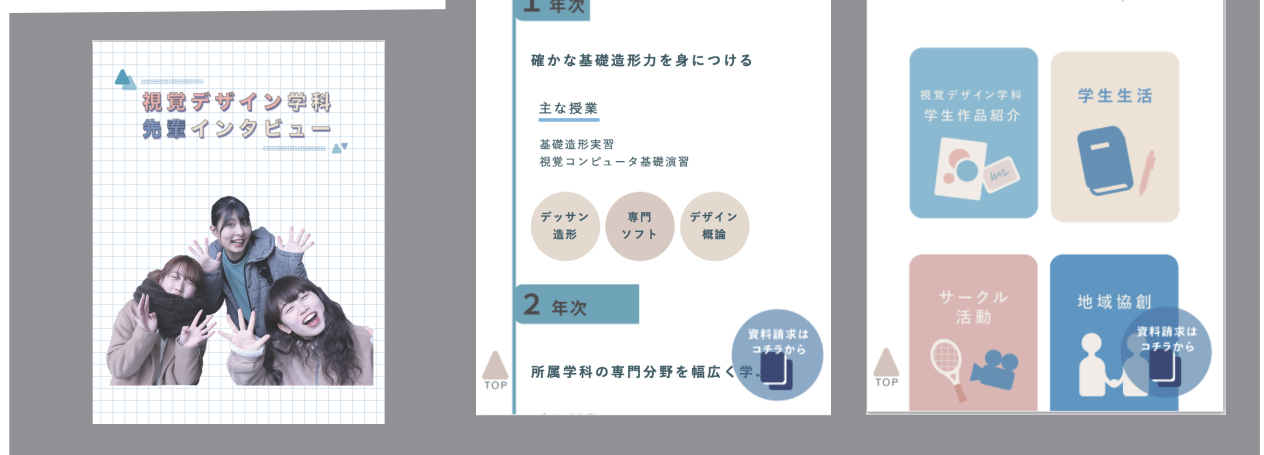 視覚デザイン学科
先輩インタビュー
1 年次
確かな基礎造形力を身につける
主な授業
基礎造形実習
視覚コンピュータ基礎演習
デッサン
造形
専門
ソフト
デザイン
概論
2 年次
所属学科の専門分野を幅広く学
資料請求は
コチラから
TOP
視覚デザイン学科
学生作品紹介
学生生活
サークル
活動
地域協創
資料請求は
コチラから
TOP